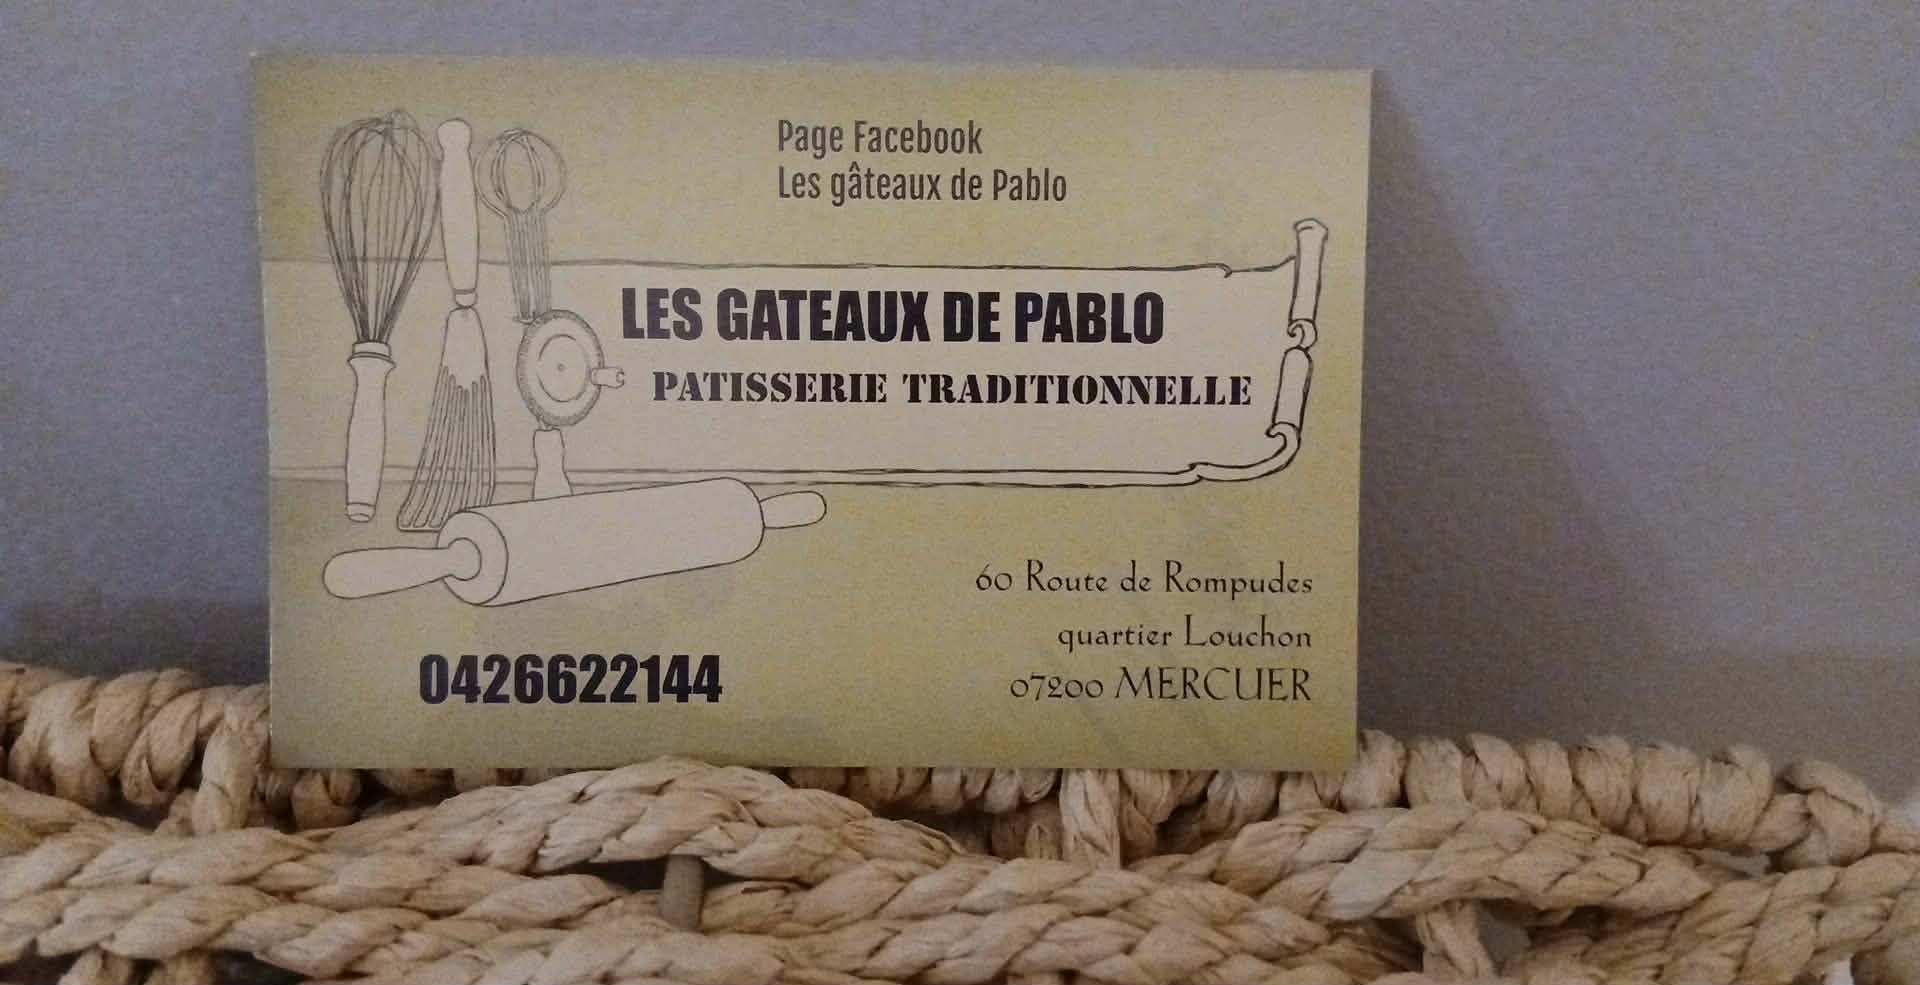 Page Facebook
Les gâteaux de Pablo
LES GATEAUX DE PABLO
PATISSERIE TRADITIONNELLE
60 Route de Rompudes
quartier Louchon
07200 MERCUER
0426622144